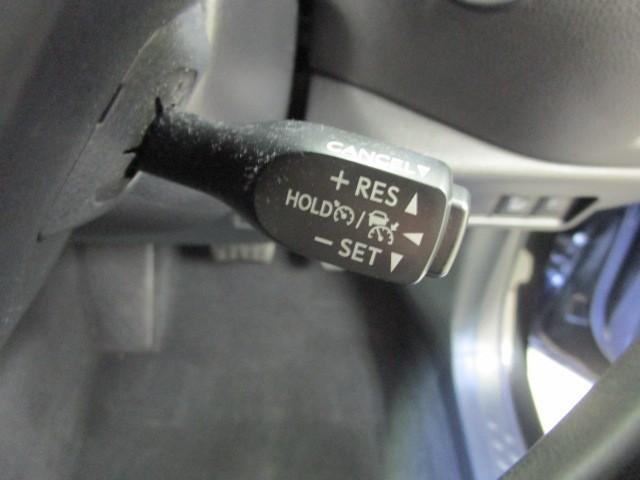 CANCEL▼
+ RES ▲
HOLD / ◀
− SET ▼